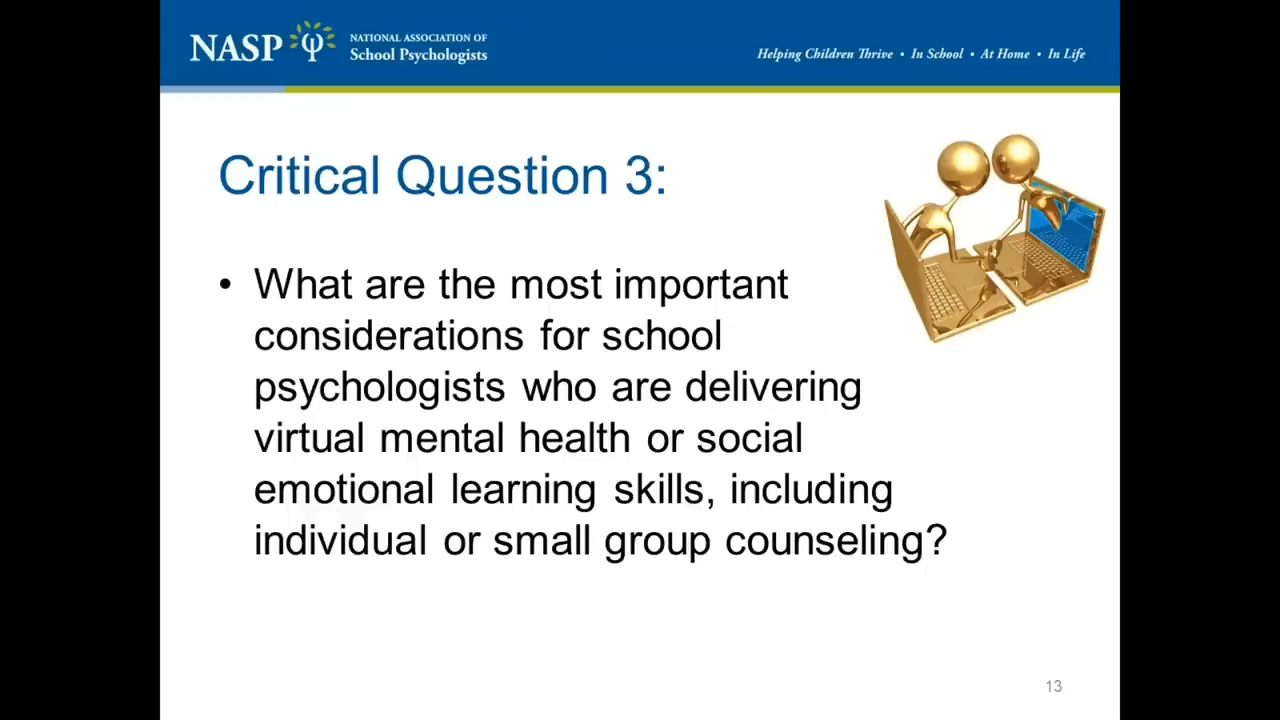 NASP
NATIONAL ASSOCIATION OF
School Psychologists
Helping Children Thrive • In School • At Home • In Life
Critical Question 3:
• What are the most important
considerations for school
psychologists who are delivering
virtual mental health or social
emotional learning skills, including
individual or small group counseling?
13